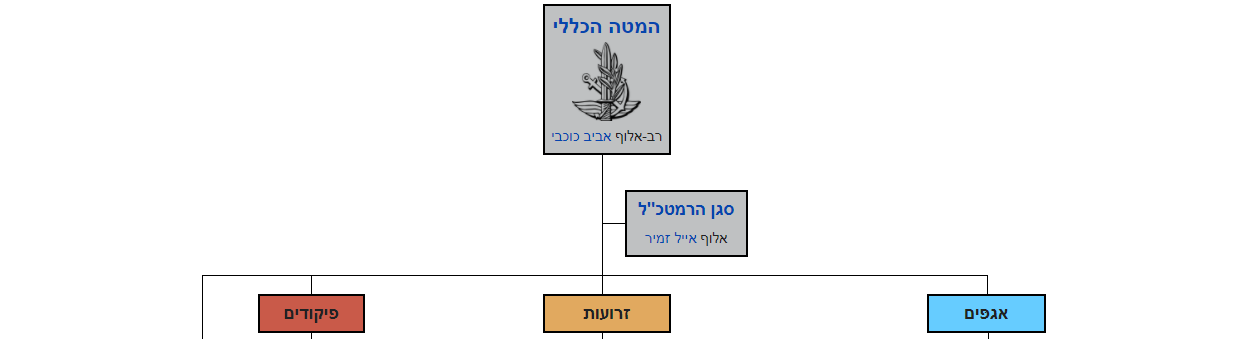 המטה הכללי
רב-אלוף אביב כוכבי
סגן הרמטכ"ל
אלוף אייל זמיר
אגפים
זרועות
פיקודים